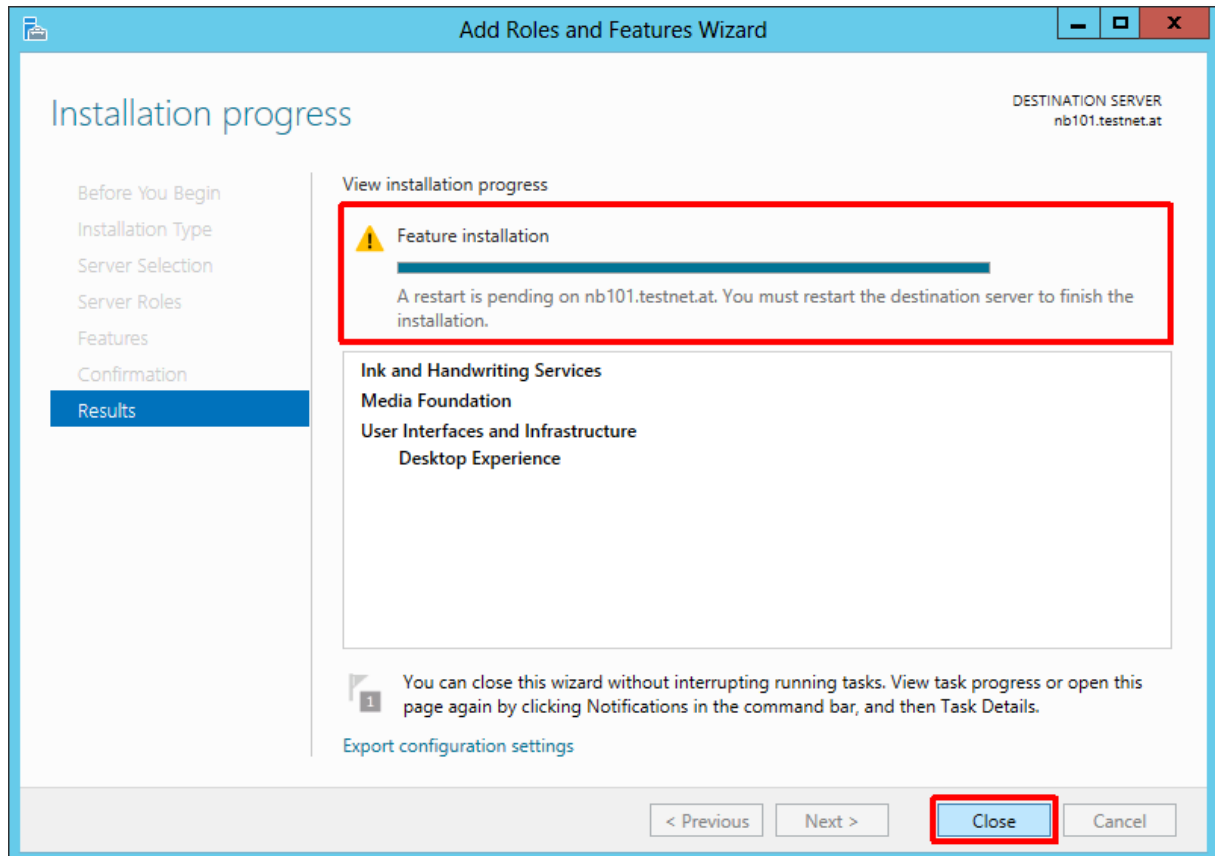 Add Roles and Features Wizard
Installation progress
DESTINATION SERVER
nb101.testnet.at
Before You Begin
Installation Type
Server Selection
Server Roles
Features
Confirmation
Results
View installation progress
Feature installation
A restart is pending on nb101.testnet.at. You must restart the destination server to finish the
installation.
Ink and Handwriting Services
Media Foundation
User Interfaces and Infrastructure
Desktop Experience
1
You can close this wizard without interrupting running tasks. View task progress or open this
page again by clicking Notifications in the command bar, and then Task Details.
Export configuration settings
< Previous
Next >
Close
Cancel